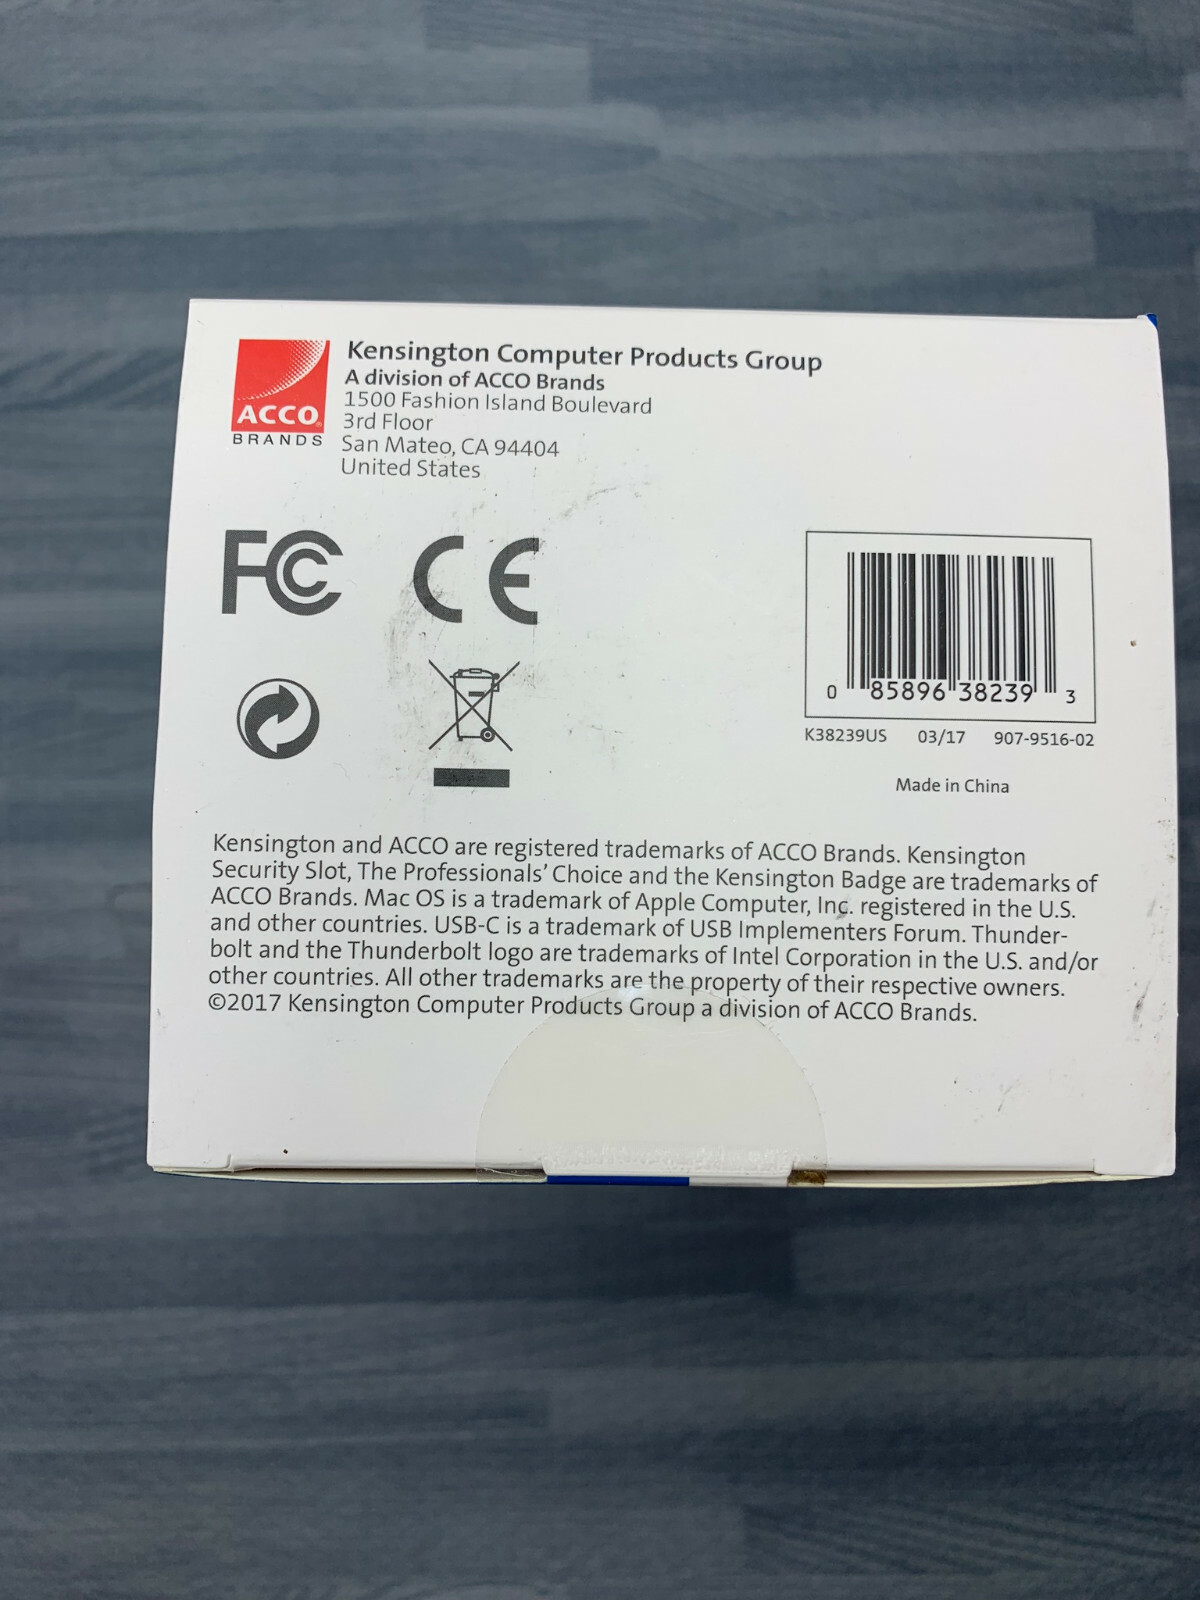 ACCO
BRANDS
Kensington Computer Products Group
A division of ACCO Brands
1500 Fashion Island Boulevard
3rd Floor
San Mateo, CA 94404
United States
FC
CE
0 85896 38239 3
K38239US 03/17 907-9516-02
Made in China
Kensington and ACCO are registered trademarks of ACCO Brands. Kensington
Security Slot, The Professionals' Choice and the Kensington Badge are trademarks of
ACCO Brands. Mac OS is a trademark of Apple Computer, Inc. registered in the U.S.
and other countries. USB-C is a trademark of USB Implementers Forum. Thunder-
bolt and the Thunderbolt logo are trademarks of Intel Corporation in the U.S. and/or
other countries. All other trademarks are the property of their respective owners.
©2017 Kensington Computer Products Group a division of ACCO Brands.